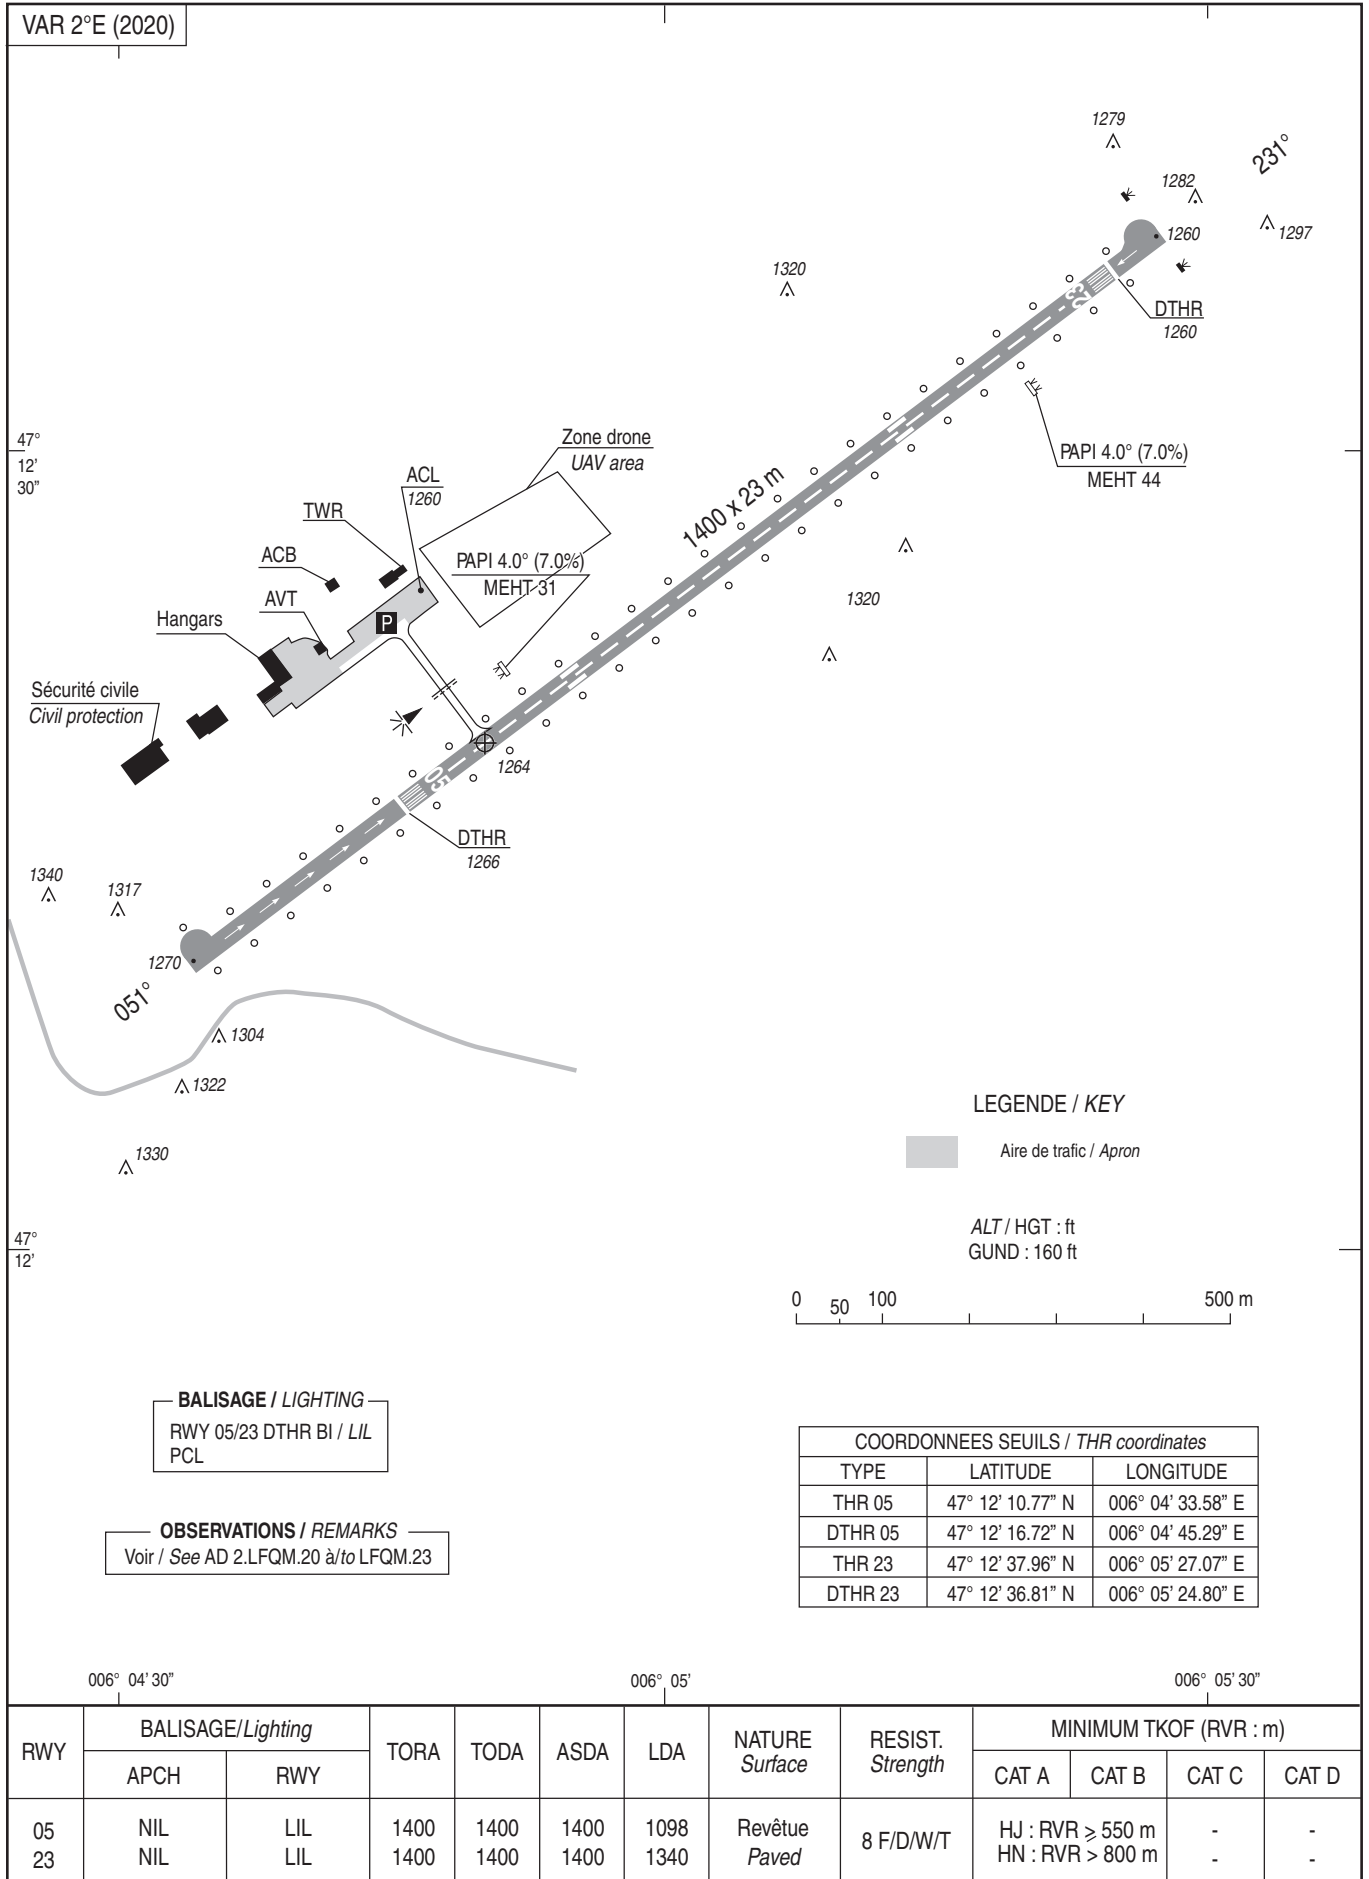 VAR 2°E (2020)
1279
231°
1282
1260
1297
1320
23
DTHR
1260
47°
12'
30"
Zone drone
UAV area
PAPI 4.0° (7.0%)
MEHT 44
ACL
1260
1400 x 23 m
TWR
ACB
PAPI 4.0° (7.0%)
MEHT 31
AVT
1320
Hangars
P
Sécurité civile
Civil protection
1264
05
DTHR
1266
1340
1317
1270
051°
1304
1322
1330
LEGENDE / KEY
Aire de trafic / Apron
ALT / HGT : ft
GUND : 160 ft
47°
12'
0 50 100 500 m
BALISAGE / LIGHTING
RWY 05/23 DTHR BI / LIL
PCL
OBSERVATIONS / REMARKS
Voir / See AD 2.LFQM.20 à/to LFQM.23
COORDONNEES SEUILS / THR coordinates
TYPE LATITUDE LONGITUDE
THR 05 47° 12' 10.77" N 006° 04' 33.58" E
DTHR 05 47° 12' 16.72" N 006° 04' 45.29" E
THR 23 47° 12' 37.96" N 006° 05' 27.07" E
DTHR 23 47° 12' 36.81" N 006° 05' 24.80" E
006° 04' 30" 006° 05' 006° 05' 30"
RWY BALISAGE/Lighting TORA TODA ASDA LDA NATURE Surface RESIST. Strength MINIMUM TKOF (RVR : m)
APCH RWY CAT A CAT B CAT C CAT D
05 NIL LIL 1400 1400 1400 1098 Revêtue 8 F/D/W/T HJ : RVR ⩾ 550 m - -
23 NIL LIL 1400 1400 1400 1340 Paved HN : RVR > 800 m - -